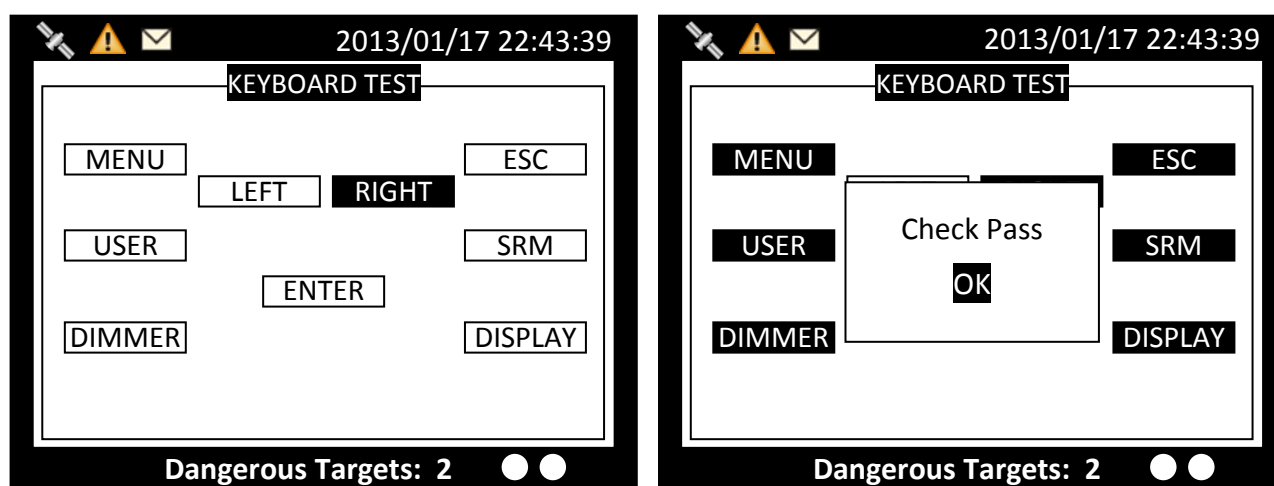 2013/01/17 22:43:39
KEYBOARD TEST
MENU
ESC
LEFT
RIGHT
USER
SRM
ENTER
DIMMER
DISPLAY
Dangerous Targets: 2
2013/01/17 22:43:39
KEYBOARD TEST
MENU
ESC
Check Pass
USER
SRM
OK
DIMMER
DISPLAY
Dangerous Targets: 2